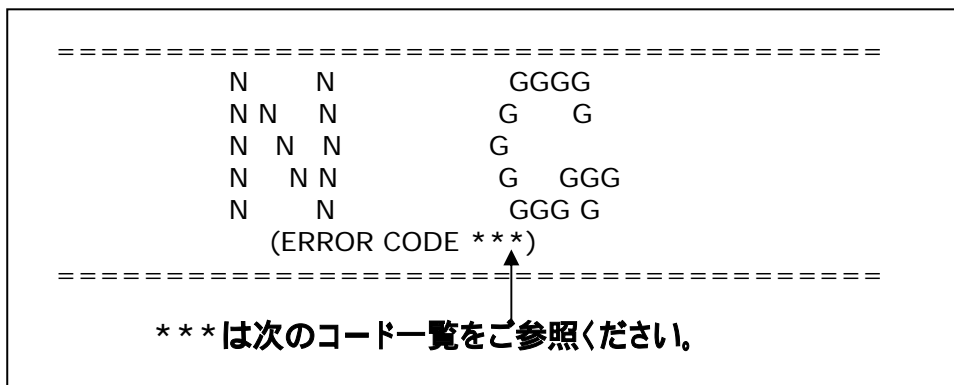 =======================================
N      N                GGGG
N N    N               G      G
N  N  N               G
N    N N               G    GGG
N      N                GGG G
(ERROR CODE ***)
=======================================
***は次のコード一覧をご参照ください。